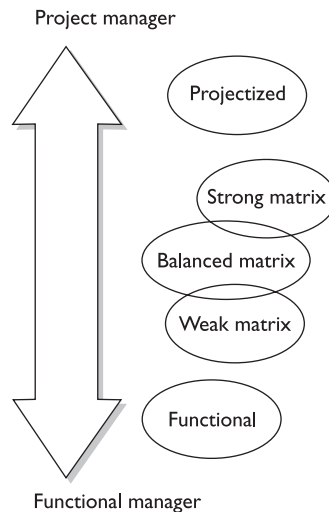 Project manager
Projectized
Strong matrix
Balanced matrix
Weak matrix
Functional
Functional manager